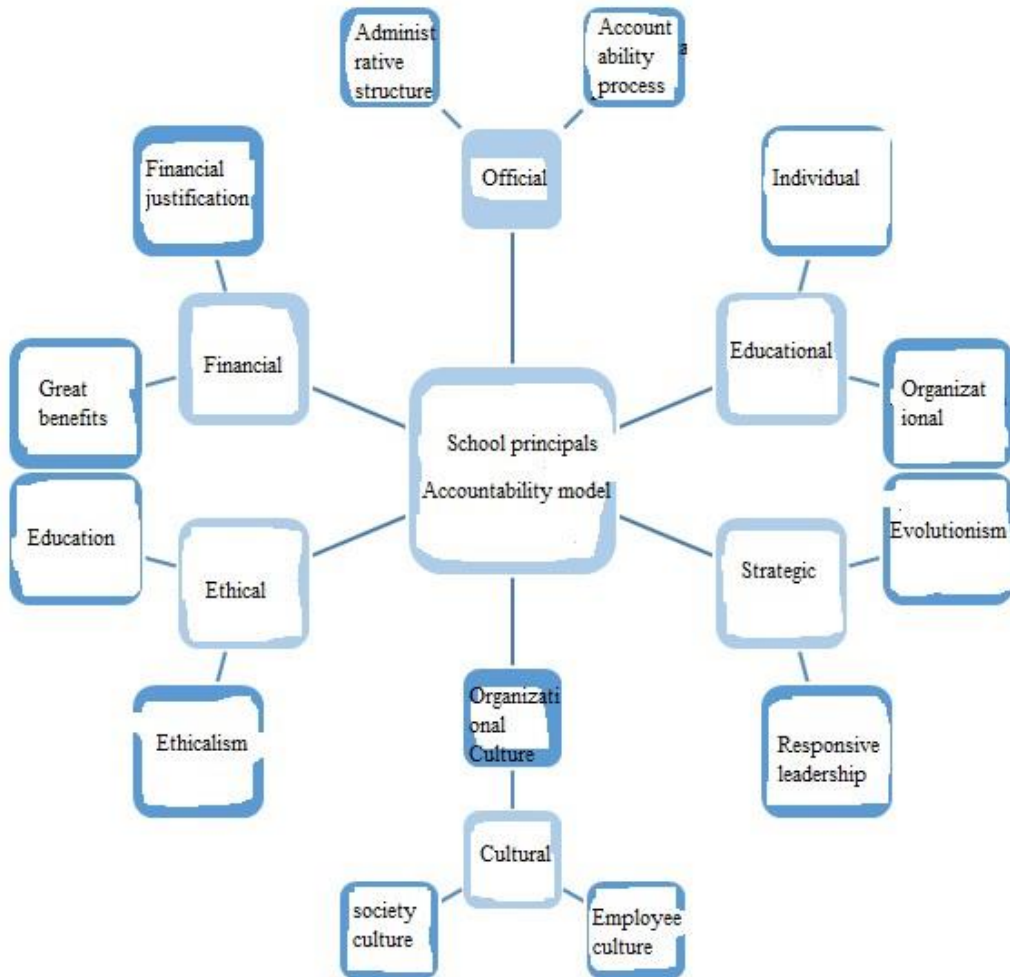 Administ
rative
structure
Account
ability
process
a
Official
Financial
justification
Individual
Financial
Educational
Great
benefits
Organizat
ional
School principals
Accountability model
Education
Evolutionism
Ethical
Strategic
Organizati
onal
Culture
Ethicalism
Responsive
leadership
Cultural
society
culture
Employee
culture